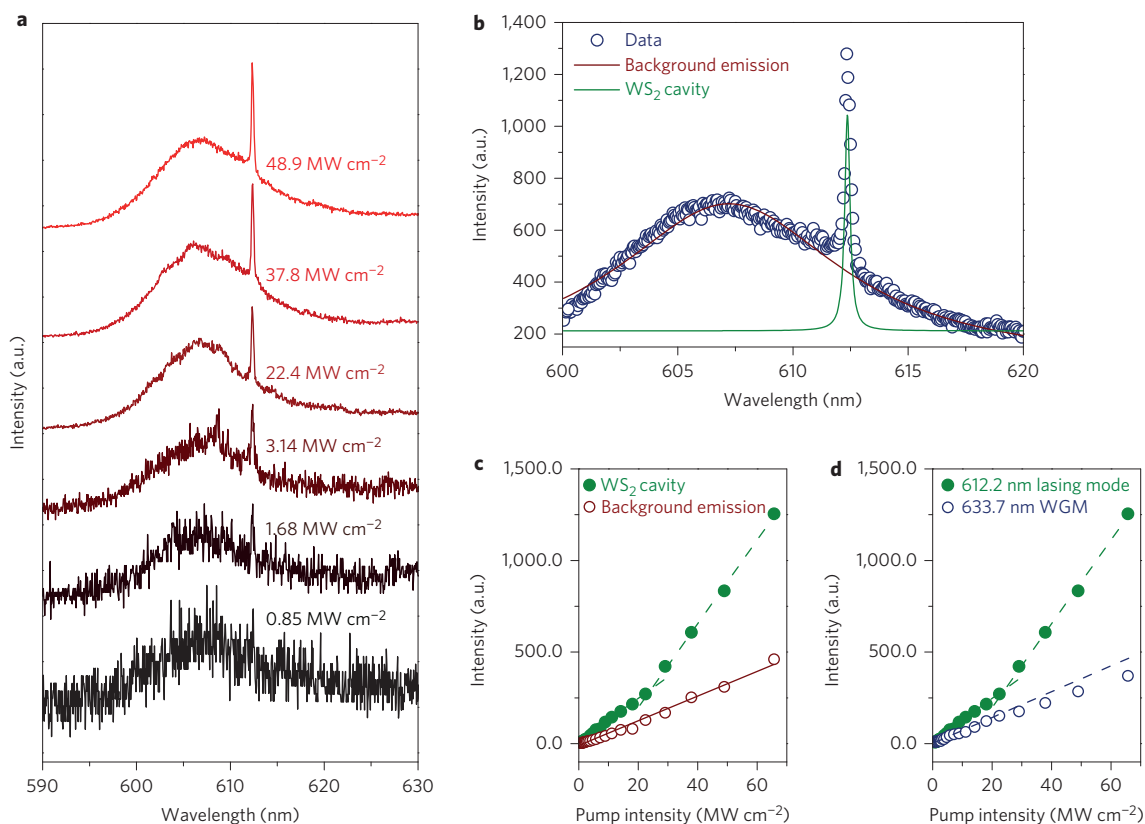 a
48.9 MW cm⁻²
37.8 MW cm⁻²
22.4 MW cm⁻²
3.14 MW cm⁻²
1.68 MW cm⁻²
0.85 MW cm⁻²
Intensity (a.u.)
590 600 610 620 630
Wavelength (nm)
b
1,400
1,200
1,000
800
600
400
200
Intensity (a.u.)
Data
Background emission
WS₂ cavity
600 605 610 615 620
Wavelength (nm)
c
1,500.0
1,000.0
500.0
0.0
Intensity (a.u.)
WS₂ cavity
Background emission
0 20 40 60
Pump intensity (MW cm⁻²)
d
1,500.0
1,000.0
500.0
0.0
Intensity (a.u.)
612.2 nm lasing mode
633.7 nm WGM
0 20 40 60
Pump intensity (MW cm⁻²)